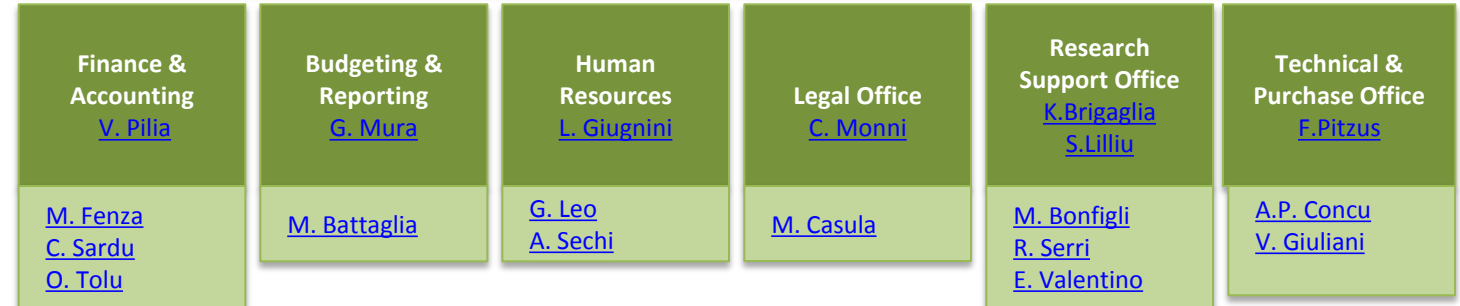 Finance &
Accounting
V. Pilia
M. Fenza
C. Sardu
O. Tolu
Budgeting &
Reporting
G. Mura
M. Battaglia
Human
Resources
L. Giugnini
G. Leo
A. Sechi
Legal Office
C. Monni
M. Casula
Research
Support Office
K.Brigaglia
S.Lilliu
M. Bonfigli
R. Serri
E. Valentino
Technical &
Purchase Office
F.Pitzus
A.P. Concu
V. Giuliani